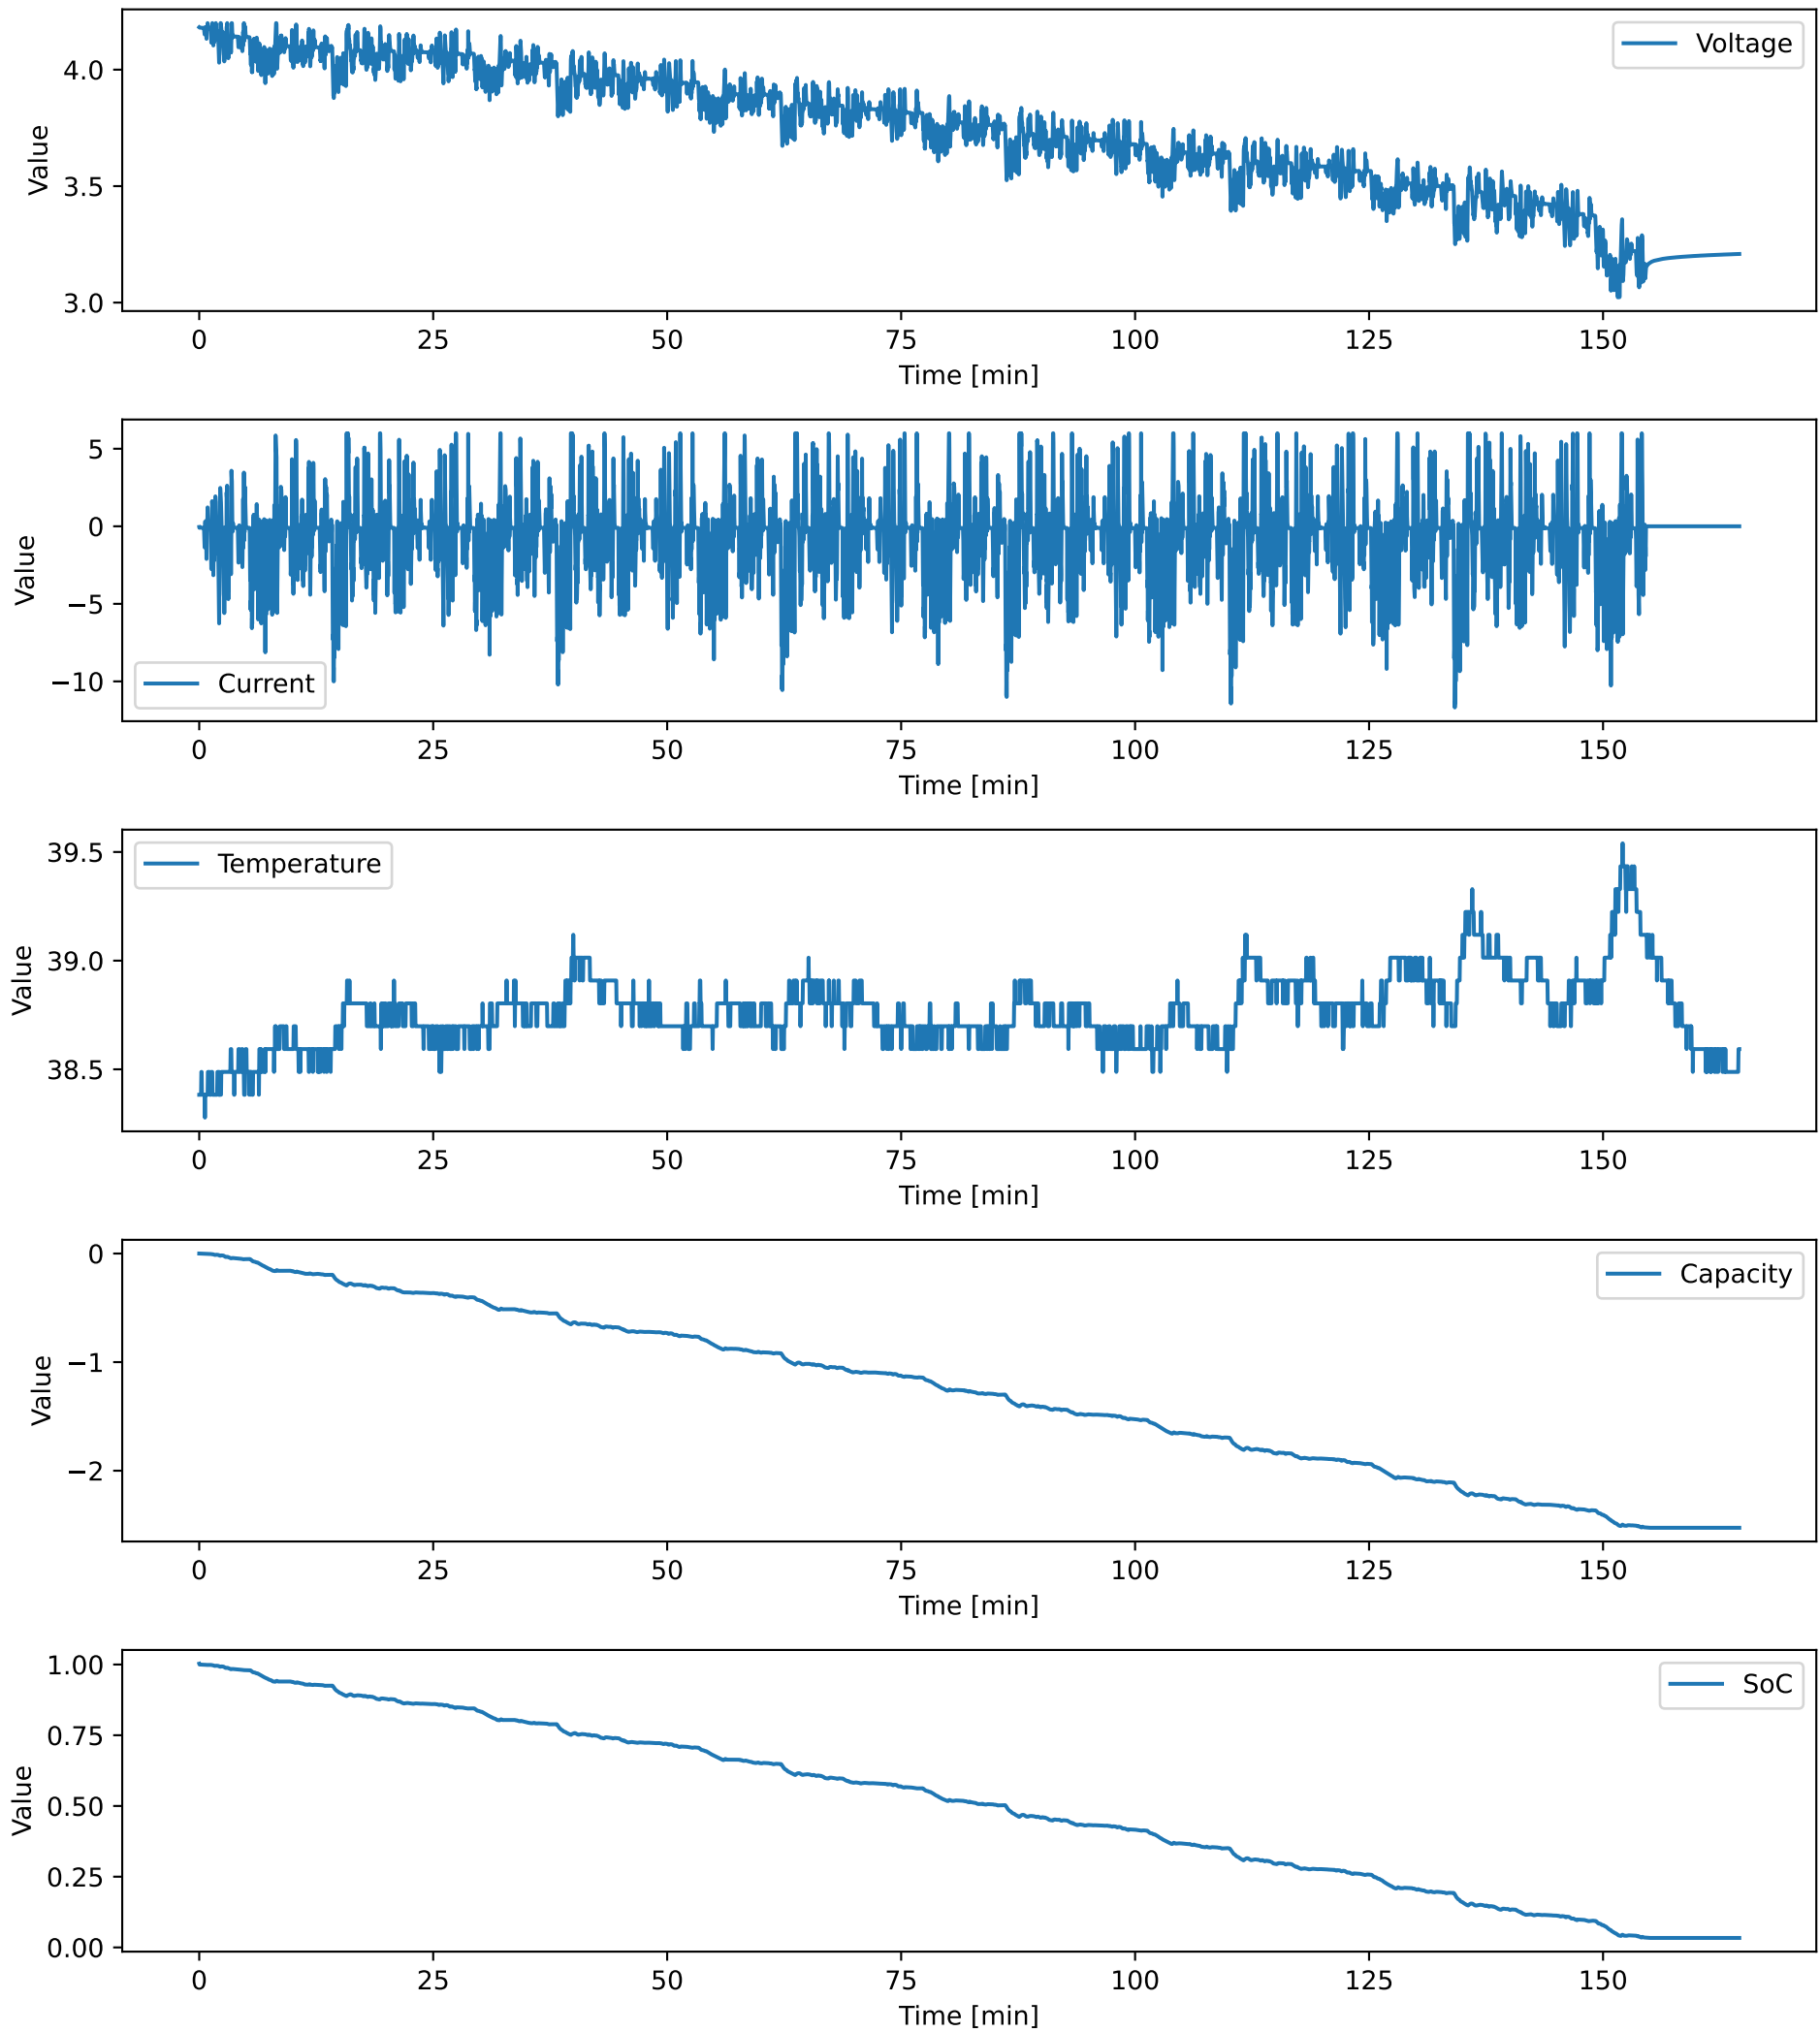 Voltage
4.0
3.5
3.0
Value
0 25 50 75 100 125 150
Time [min]
5
0
−5
−10
Value
Current
0 25 50 75 100 125 150
Time [min]
Temperature
39.5
39.0
38.5
Value
0 25 50 75 100 125 150
Time [min]
Capacity
0
−1
−2
Value
0 25 50 75 100 125 150
Time [min]
SoC
1.00
0.75
0.50
0.25
0.00
Value
0 25 50 75 100 125 150
Time [min]